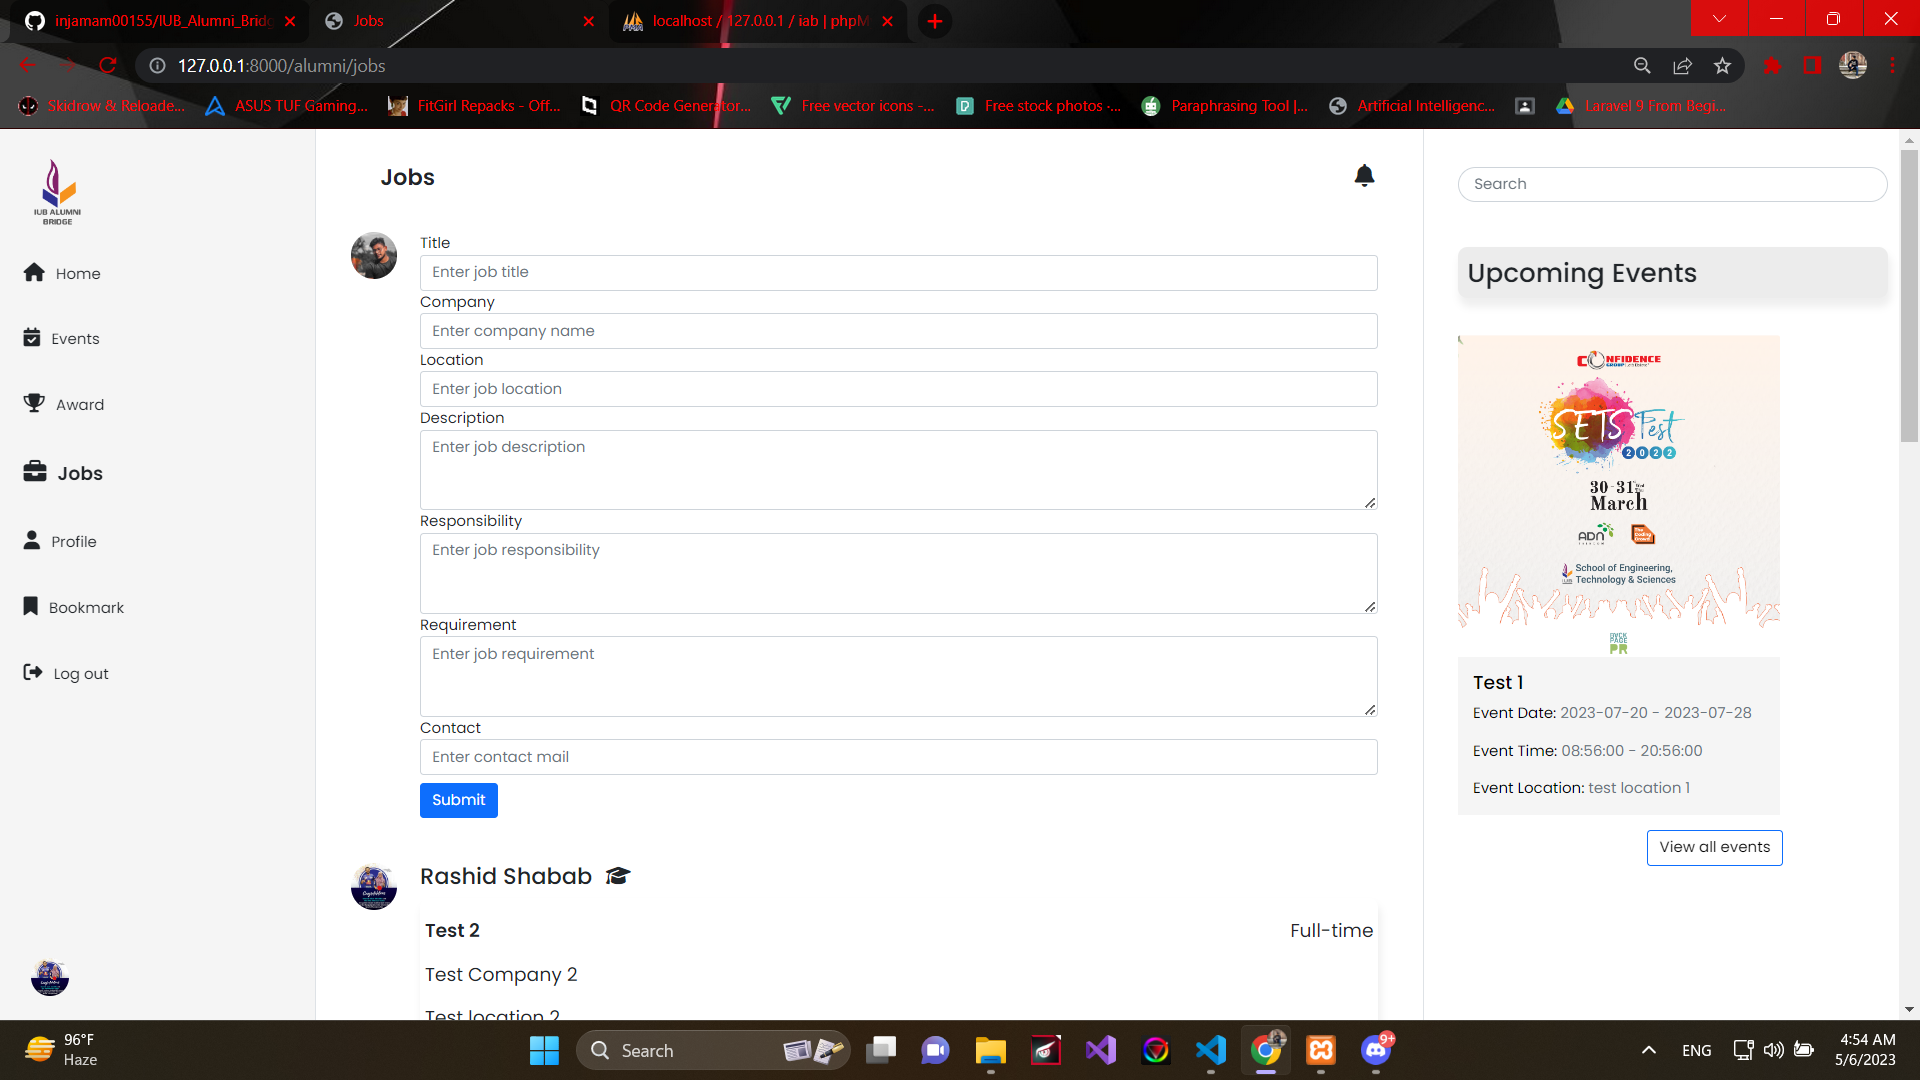 injamam00155/IUB_Alumni_Bridg
Jobs
localhost / 127.0.0.1 / iab | phpM
127.0.0.1:8000/alumni/jobs
Skidrow & Reloade...
ASUS TUF Gaming...
FitGirl Repacks - Off...
QR Code Generator...
Free vector icons -...
Free stock photos -...
Paraphrasing Tool |...
Artificial Intelligenc...
Laravel 9 From Begi...
IUB ALUMNI
BRIDGE
Home
Events
Award
Jobs
Profile
Bookmark
Log out
Jobs
Title
Enter job title
Company
Enter company name
Location
Enter job location
Description
Enter job description
Responsibility
Enter job responsibility
Requirement
Enter job requirement
Contact
Enter contact mail
Submit
Rashid Shabab
Test 2
Full-time
Test Company 2
Test location 2
Search
Upcoming Events
CONFIDENCE
GROUP
SETS Fest
2022
30-31
March
ADN
School of Engineering,
Technology & Sciences
BACK
PAGE
PR
Test 1
Event Date: 2023-07-20 - 2023-07-28
Event Time: 08:56:00 - 20:56:00
Event Location: test location 1
View all events
96°F
Haze
Search
9+
ENG
4:54 AM
5/6/2023